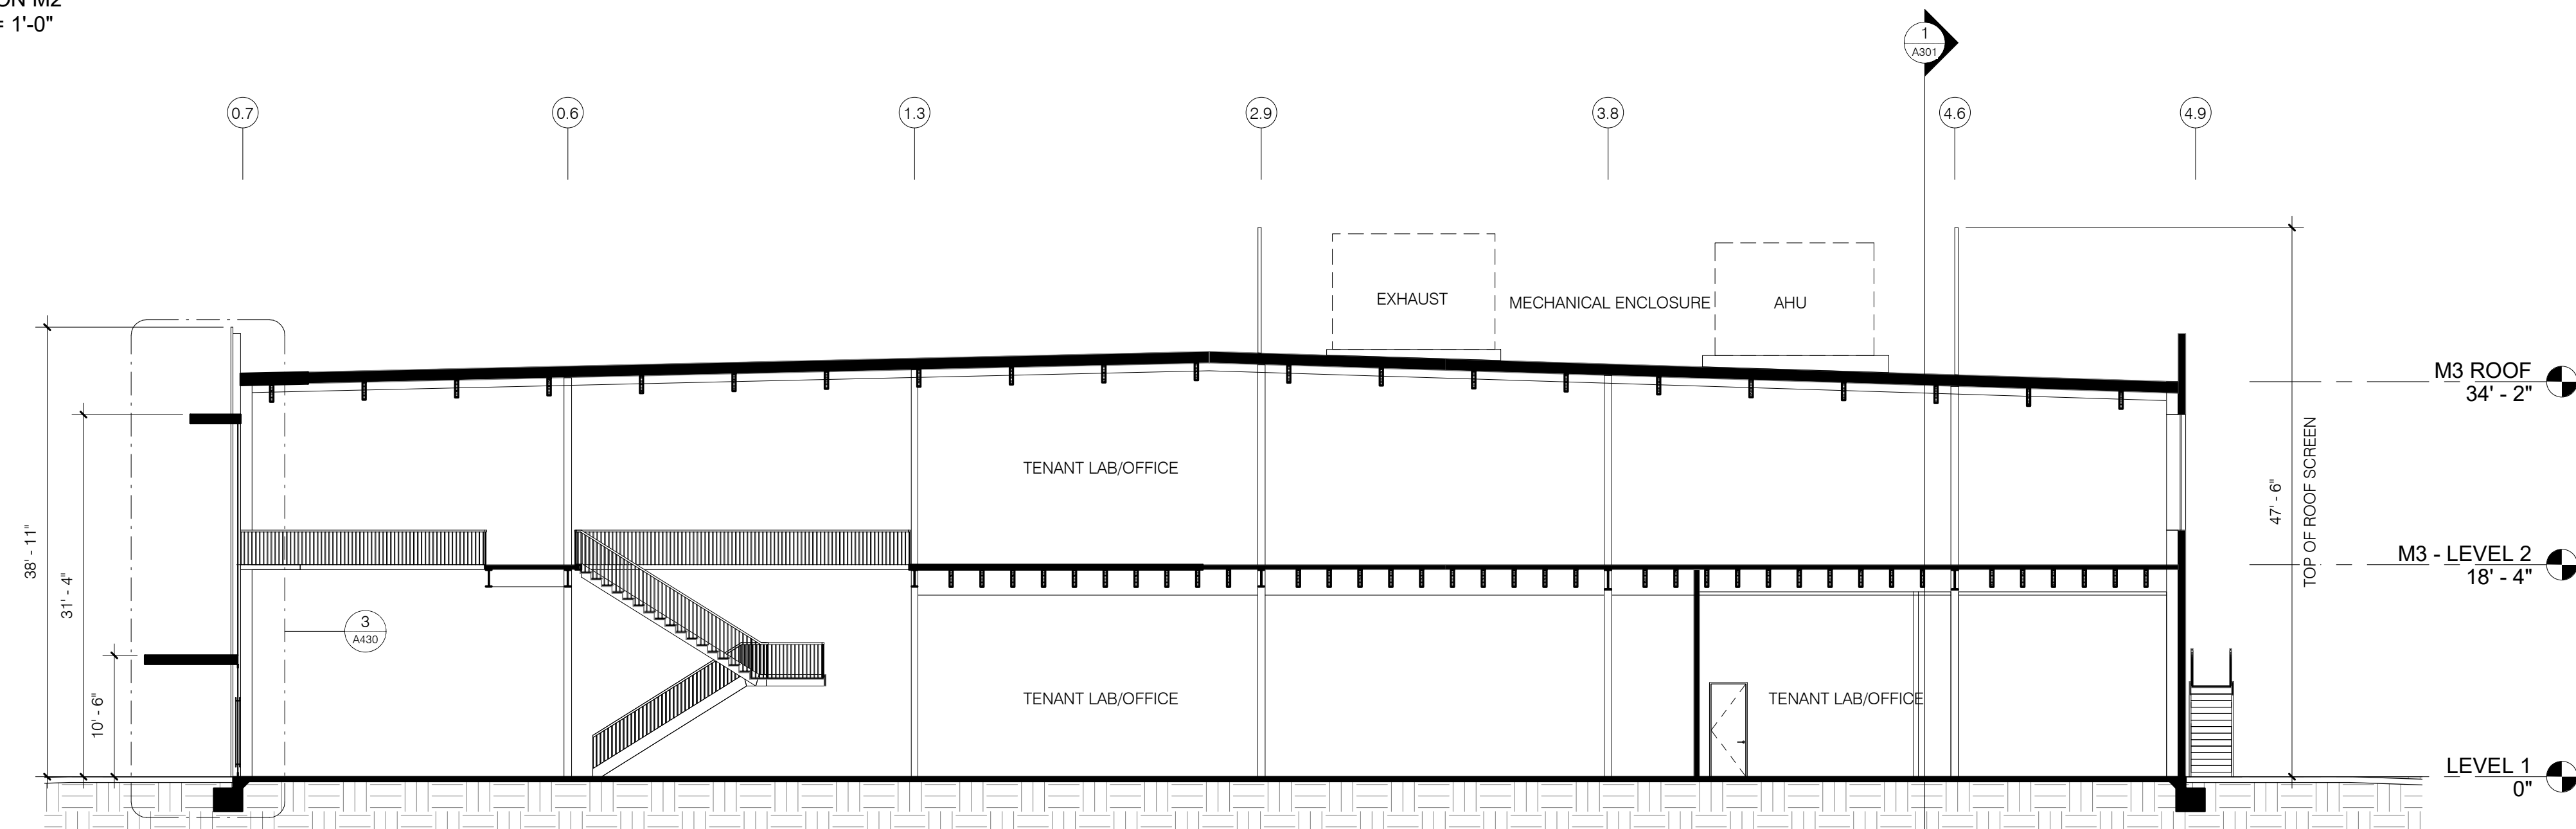 ON M2
= 1'-0"
1
A301
0.7
0.6
1.3
2.9
3.8
4.6
4.9
EXHAUST
MECHANICAL ENCLOSURE
AHU
M3 ROOF
34' - 2"
TENANT LAB/OFFICE
38' - 11"
31' - 4"
10' - 6"
47' - 6"
TOP OF ROOF SCREEN
M3 - LEVEL 2
18' - 4"
3
A430
TENANT LAB/OFFICE
TENANT LAB/OFFICE
LEVEL 1
0"